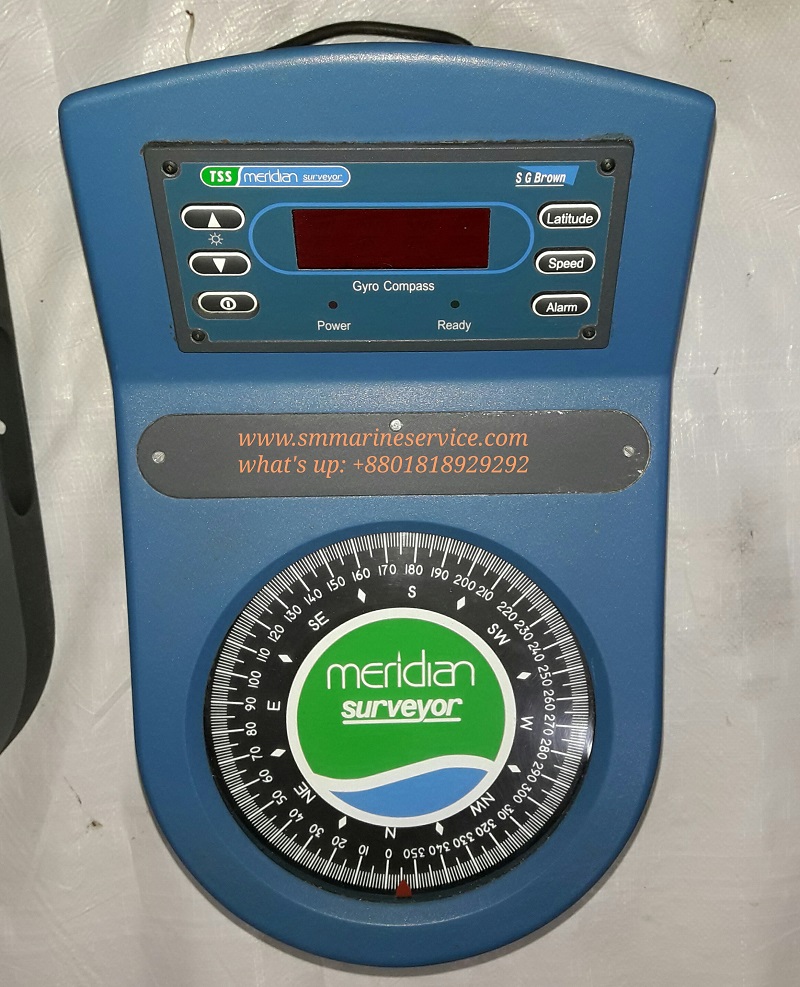 TSS meridian surveyor
S G Brown
Latitude
Speed
Alarm
Gyro Compass
Power
Ready
www.smmarineservice.com
what's up: +8801818929292
0 10 20 30 40 50 60 70 80 90 100 110 120 130 140 150 160 170 180 190 200 210 220 230 240 250 260 270 280 290 300 310 320 330 340 350
N NE E SE S SW W NW
meridian
surveyor